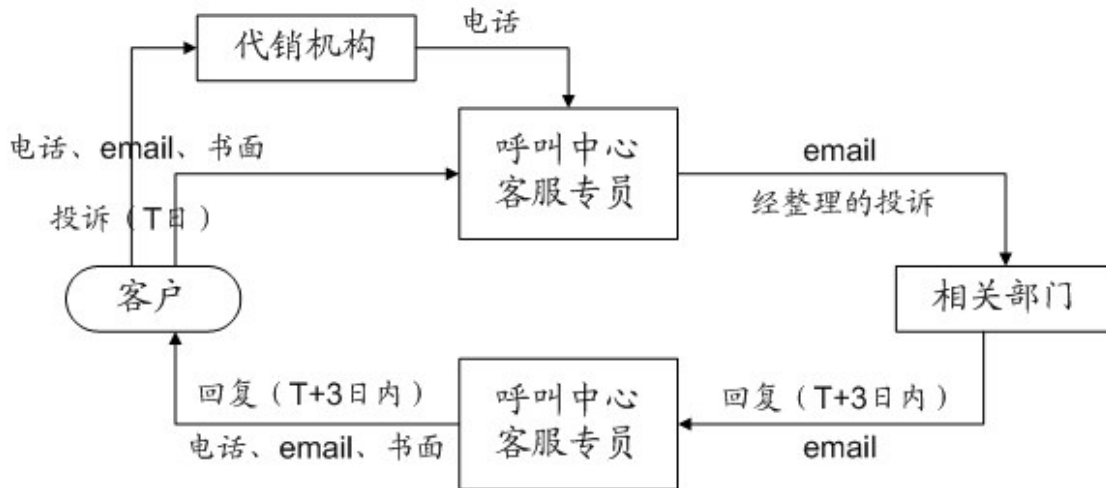 电话
代销机构
电话、email、书面
呼叫中心
客服专员
email
经整理的投诉
投诉（T日）
客户
相关部门
回复（T+3日内）
电话、email、书面
呼叫中心
客服专员
回复（T+3日内）
email